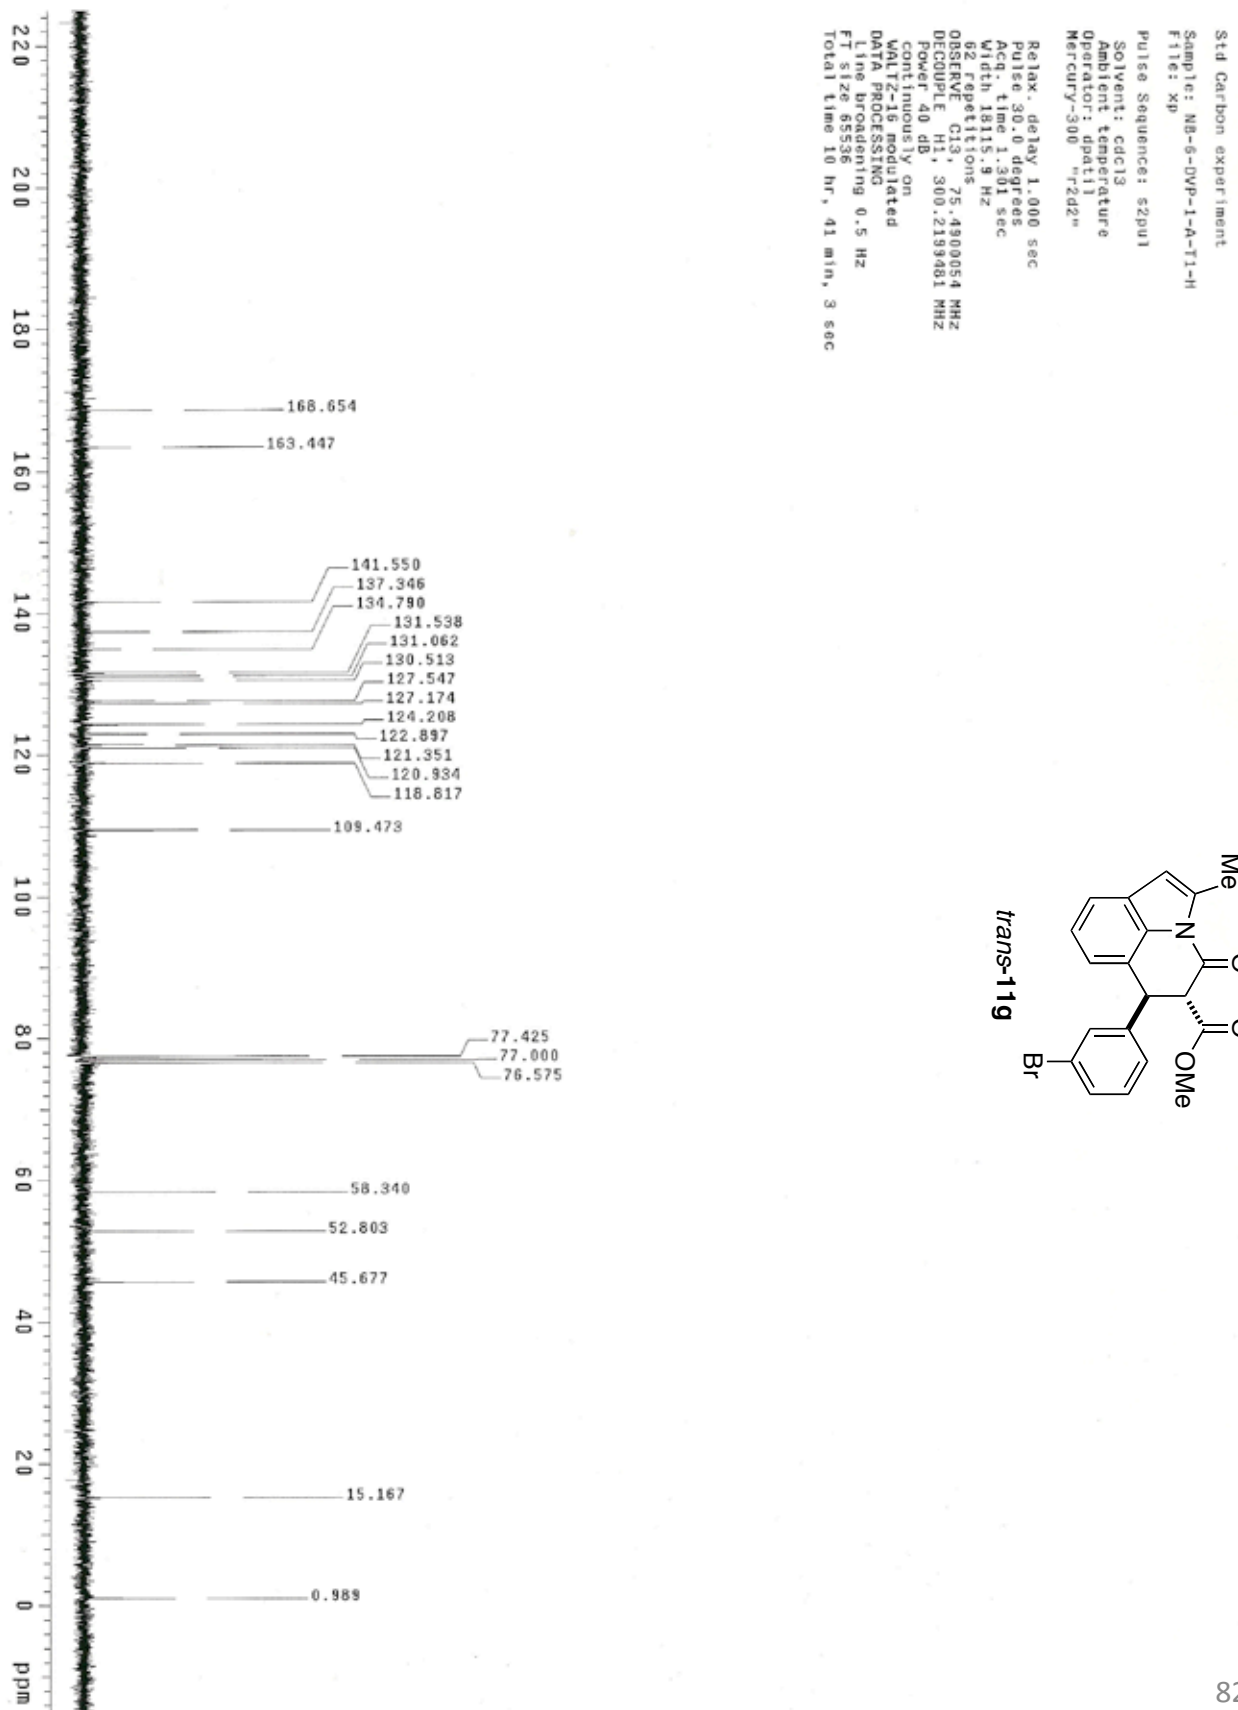 Std Carbon experiment
Sample: NB-6-DVP-1-A-T1-H
File: xp
Pulse Sequence: s2pul
Solvent: cdcl3
Ambient temperature
Operator: dpatil
Mercury-300 "r2d2"
Relax. delay 1.000 sec
Pulse 30.0 degrees
Acq. time 1.301 sec
Width 18115.9 Hz
62 repetitions
OBSERVE C13, 75.4900054 MHz
DECOUPLE H1, 300.2199481 MHz
Power 40 dB
continuously on
WALTZ-16 modulated
DATA PROCESSING
Line broadening 0.5 Hz
FT size 65536
Total time 10 hr, 41 min, 3 sec
Me
N
O
O
OMe
Br
trans-11g
168.654
163.447
141.550
137.346
134.790
131.538
131.062
130.513
127.547
127.174
124.208
122.897
121.351
120.934
118.817
109.473
77.425
77.000
76.575
58.340
52.803
45.677
15.167
0.989
220 200 180 160 140 120 100 80 60 40 20 0 ppm
82